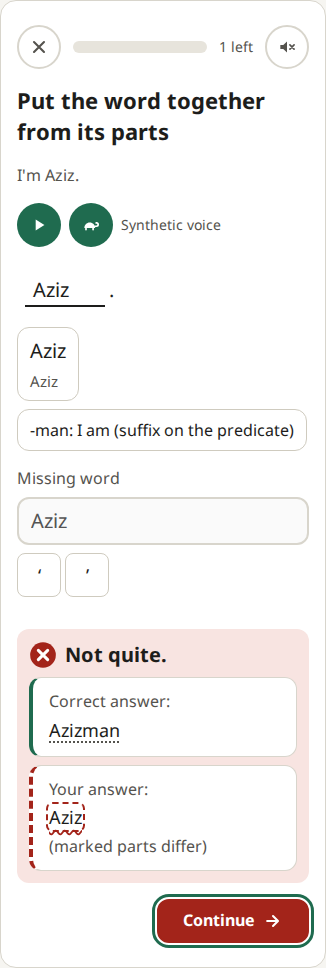 1 left
Put the word together
from its parts
I'm Aziz.
Synthetic voice
Aziz .
Aziz
Aziz
-man: I am (suffix on the predicate)
Missing word
Aziz
‘ ’
Not quite.
Correct answer:
Azizman
Your answer:
Aziz
(marked parts differ)
Continue →